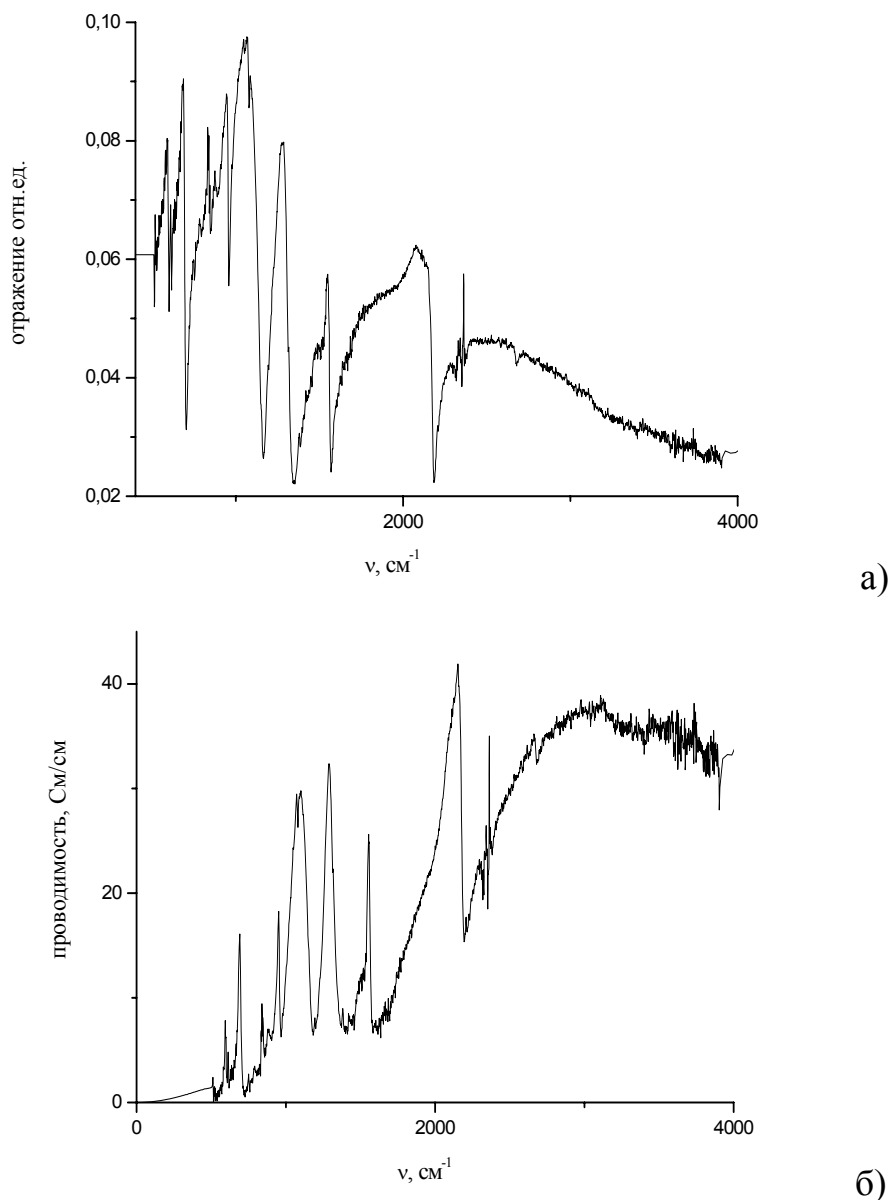 0,10
0,08
0,06
0,04
0,02
отражение отн.ед.
2000
4000
ν, см-1
а)
40
20
0
проводимость, См/см
0
2000
4000
ν, см-1
б)